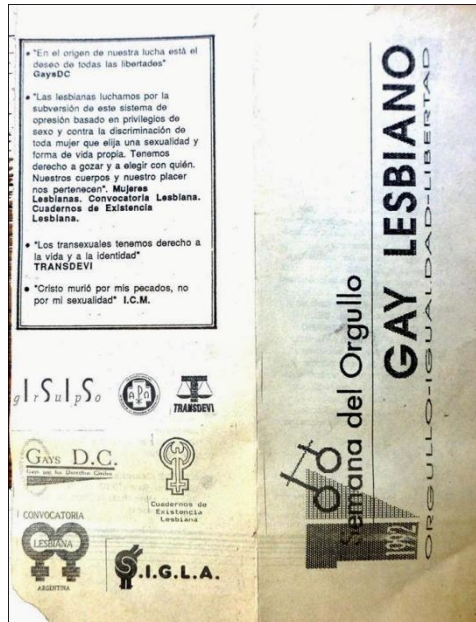 • "En el origen de nuestra lucha está el
deseo de todas las libertades"
GaysDC
• "Las lesbianas luchamos por la
subversión de este sistema de
opresión basado en privilegios de
sexo y contra la discriminación de
toda mujer que elija una sexualidad y
forma de vida propia. Tenemos
derecho a gozar y a elegir con quién.
Nuestros cuerpos y nuestro placer
nos pertenecen". Mujeres
Lesbianas. Convocatoria Lesbiana.
Cuadernos de Existencia
Lesbiana.
• "Los transexuales tenemos derecho a
la vida y a la identidad"
TRANSDEVI
• "Cristo murió por mis pecados, no
por mi sexualidad" I.C.M.
grupo ISIS
TRANSDEVI
GAYS D.C.
Gays por los Derechos Civiles
Cuadernos de
Existencia
Lesbiana
CONVOCATORIA
LESBIANA
ARGENTINA
S.I.G.L.A.
Semana del Orgullo
GAY LESBIANO
ORGULLO-IGUALDAD-LIBERTAD
1992